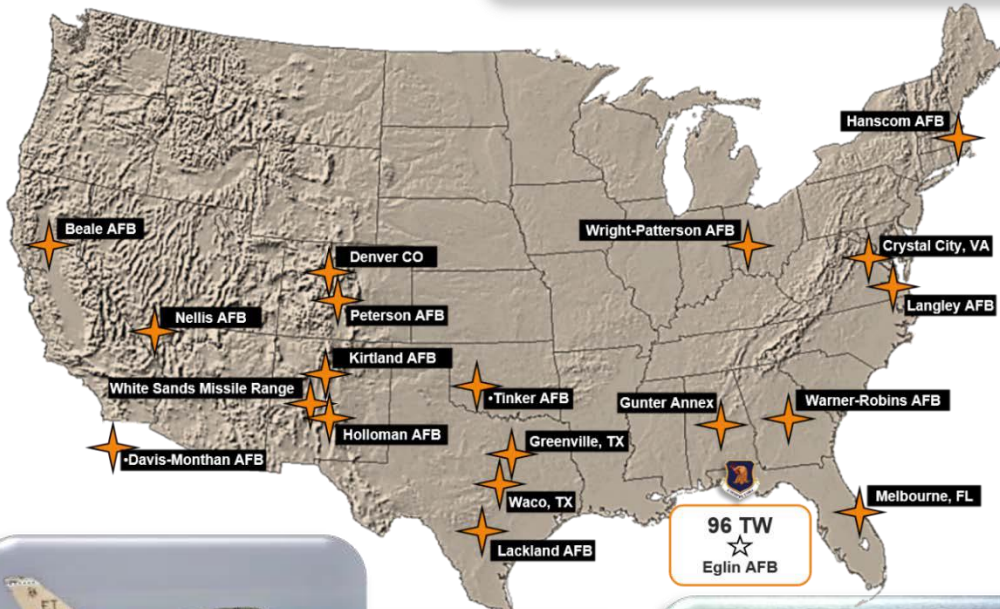 Hanscom AFB
Beale AFB
Wright-Patterson AFB
Crystal City, VA
Denver CO
Langley AFB
Nellis AFB
Peterson AFB
Kirtland AFB
White Sands Missile Range
•Tinker AFB
Gunter Annex
Warner-Robins AFB
Holloman AFB
Greenville, TX
•Davis-Monthan AFB
Waco, TX
Melbourne, FL
96 TW
Lackland AFB
Eglin AFB
ET